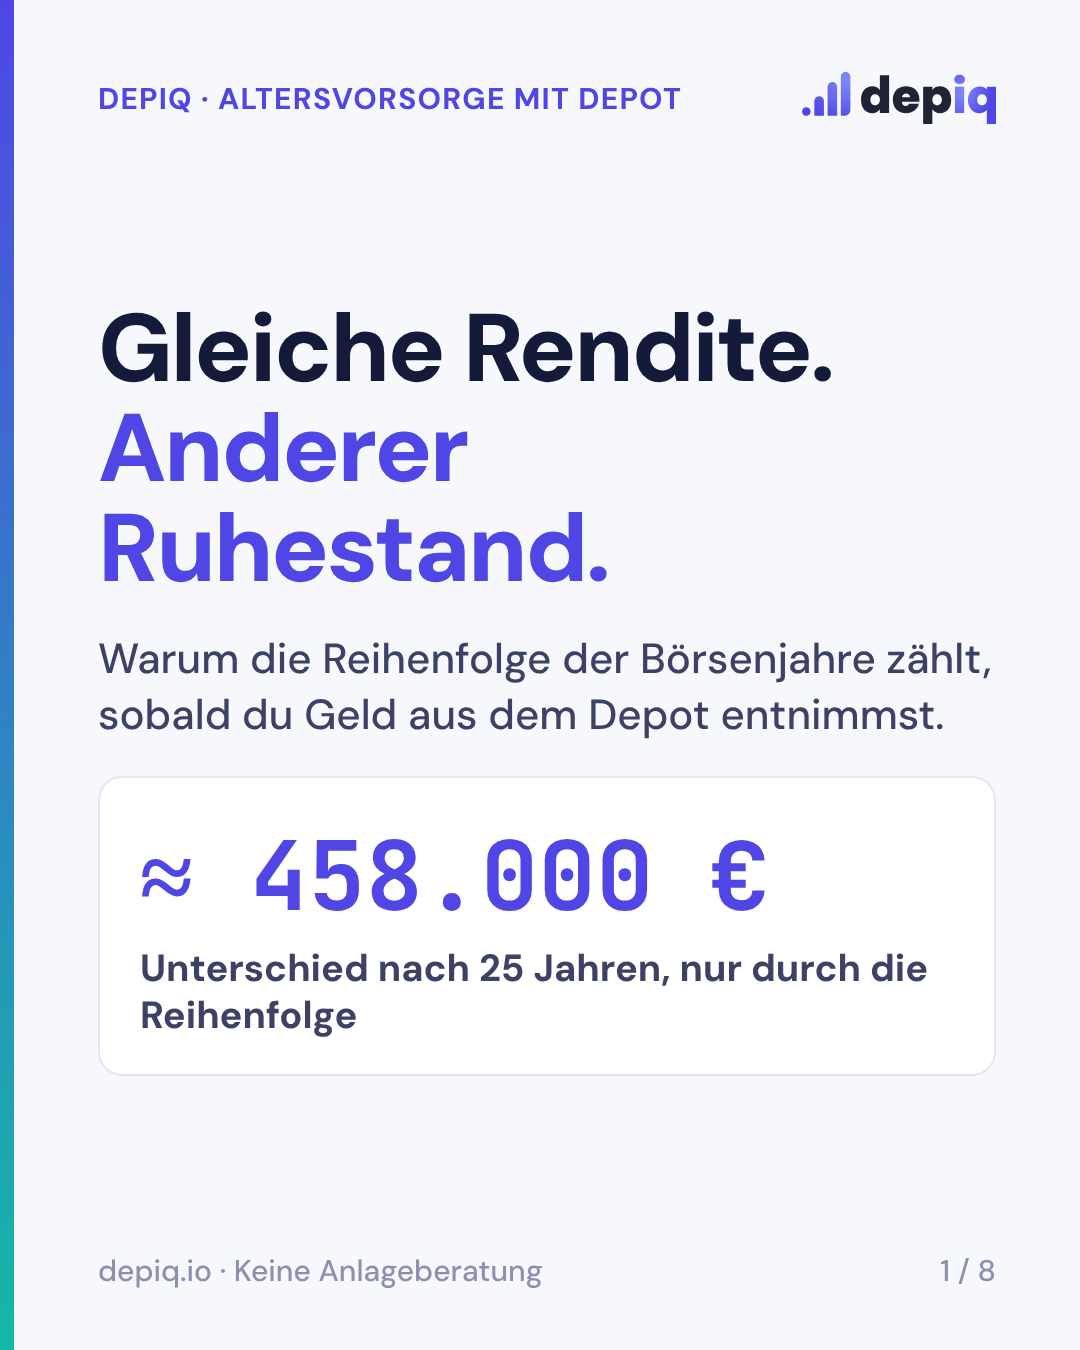 DEPIQ · ALTERSVORSORGE MIT DEPOT
depiq
Gleiche Rendite.
Anderer
Ruhestand.
Warum die Reihenfolge der Börsenjahre zählt,
sobald du Geld aus dem Depot entnimmst.
≈ 458.000 €
Unterschied nach 25 Jahren, nur durch die
Reihenfolge
depiq.io · Keine Anlageberatung
1 / 8